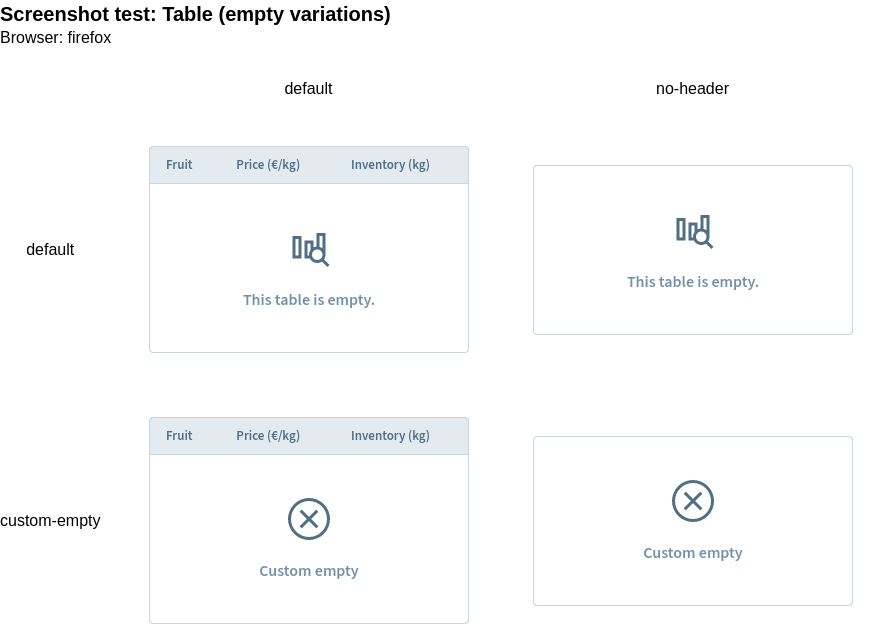 Screenshot test: Table (empty variations)
Browser: firefox
default
no-header
default
Fruit
Price (€/kg)
Inventory (kg)
This table is empty.
This table is empty.
custom-empty
Fruit
Price (€/kg)
Inventory (kg)
Custom empty
Custom empty